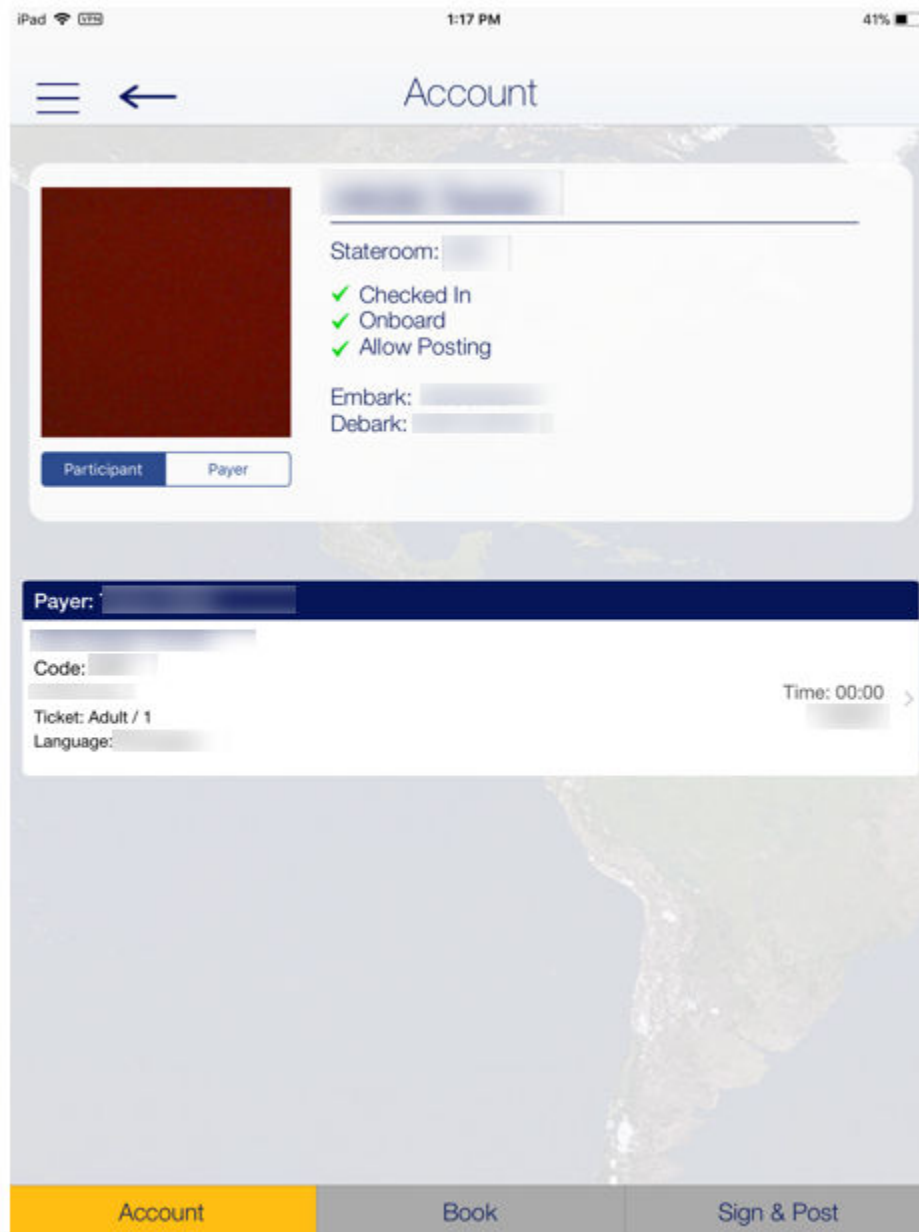 iPad VPN 1:17 PM 41%
Account
Stateroom:
Checked In
Onboard
Allow Posting
Embark:
Debark:
Participant Payer
Payer:
Code:
Time: 00:00
Ticket: Adult / 1
Language:
Account Book Sign & Post